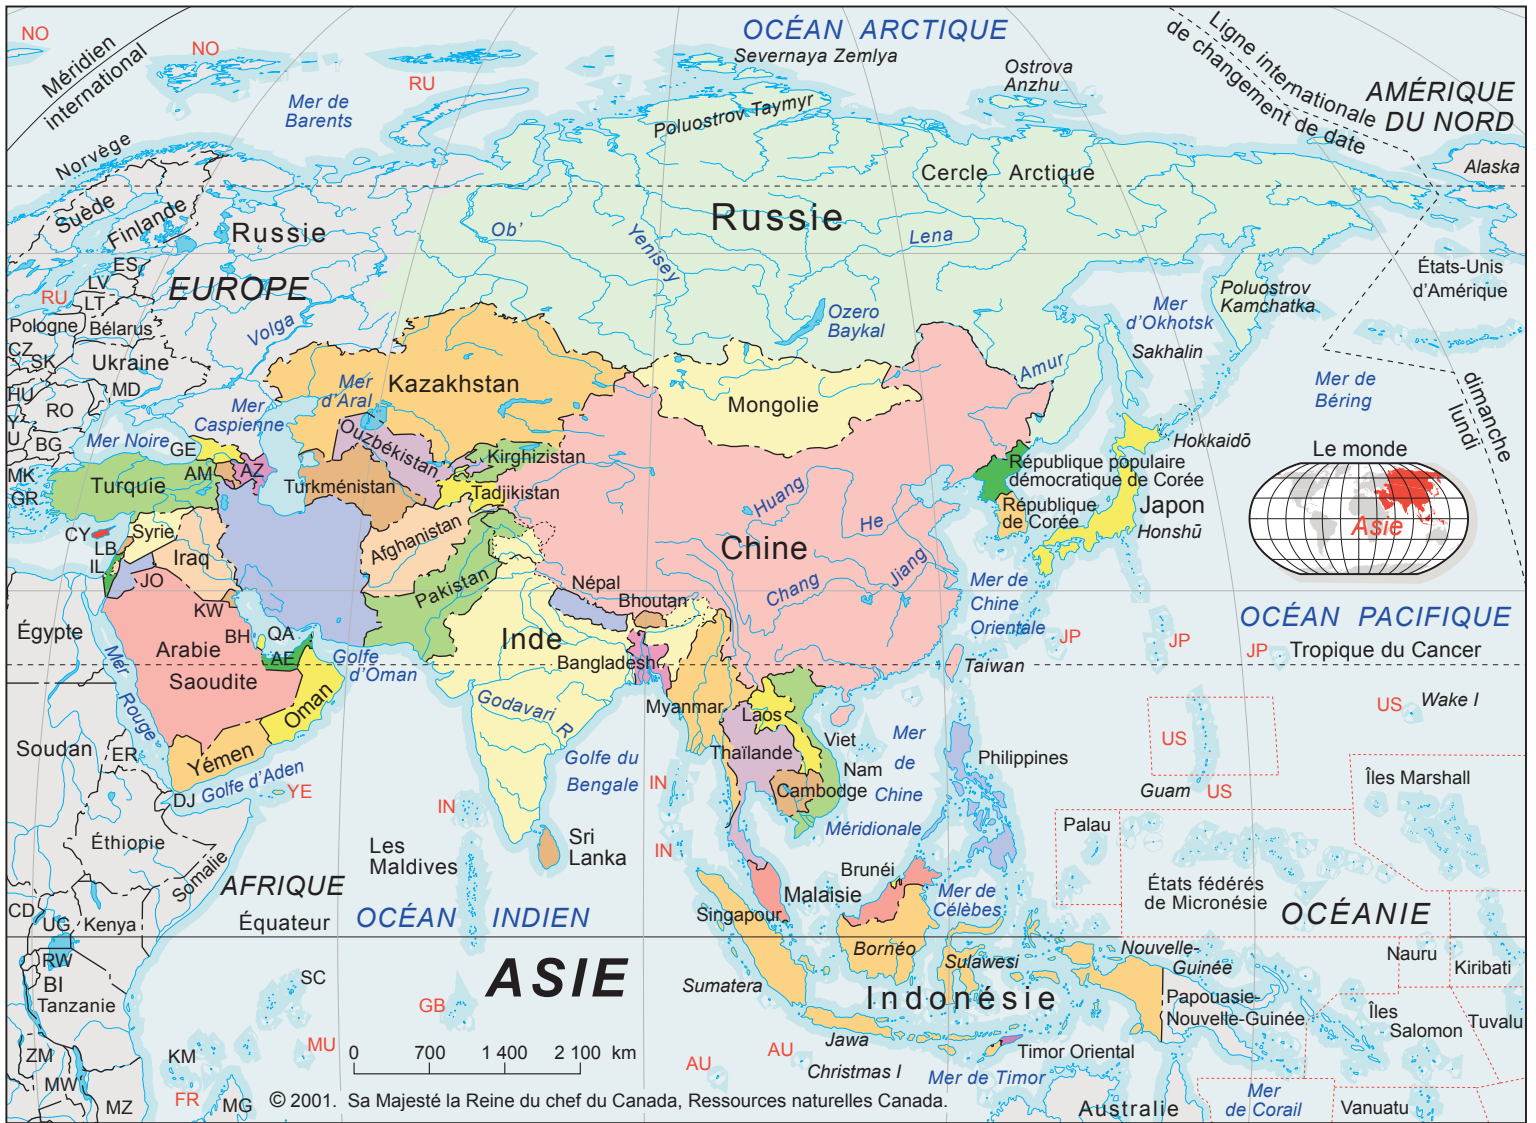 NO
NO
Méridien
international
RU
Mer de
Barents
OCÉAN ARCTIQUE
Severnaya Zemlya
Ostrova
Anzhu
Poluostrov Taymyr
Ligne internationale
de changement de date
AMÉRIQUE
DU NORD
Alaska
Norvège
Suède
Finlande
Russie
Cercle Arctique
Russie
Ob'
Yenisey
Lena
ES
LV
LT
RU
EUROPE
Pologne
Bélarus
Volga
CZ
SK
Ukraine
HU
RO
MD
Y
U
BG
MK
GR
Mer Noire
Mer
Caspienne
Mer
d'Aral
Kazakhstan
Ozero
Baykal
Mongolie
Amur
Mer
d'Okhotsk
Sakhalin
Poluostrov
Kamchatka
États-Unis
d'Amérique
Mer de
Béring
dimanche
lundi
GE
AM
AZ
Turquie
Ouzbékistan
Kirghizistan
Turkménistan
Tadjikistan
Hokkaidō
République populaire
démocratique de Corée
République
de Corée
Japon
Honshū
Le monde
Asie
CY
LB
IL
Syrie
Iraq
JO
KW
Afghanistan
Pakistan
Chine
Huang
He
Chang
Jiang
Népal
Bhoutan
Mer de
Chine
Orientale
JP
JP
JP
OCÉAN PACIFIQUE
Tropique du Cancer
Égypte
Mer
Rouge
Arabie
Saoudite
BH
QA
AE
Golfe
d'Oman
Oman
Yémen
Golfe d'Aden
YE
Inde
Bangladesh
Godavari R
Myanmar
Laos
Thaïlande
Viet
Nam
Cambodge
Taiwan
Mer
de
Chine
Méridionale
Philippines
US
Wake I
US
Guam
US
Îles Marshall
Soudan
ER
DJ
Éthiopie
Somalie
Golfe du
Bengale
IN
IN
IN
Les
Maldives
Sri
Lanka
Palau
États fédérés
de Micronésie
OCÉANIE
AFRIQUE
Équateur
OCÉAN INDIEN
CD
UG
Kenya
RW
BI
Tanzanie
ZM
MW
MZ
SC
KM
FR
MG
MU
GB
ASIE
Brunéi
Malaisie
Singapour
Mer de
Célèbes
Bornéo
Sulawesi
Sumatera
Indonésie
Jawa
Nouvelle-
Guinée
Papouasie-
Nouvelle-Guinée
Nauru
Kiribati
Îles
Salomon
Tuvalu
Timor Oriental
Mer de Timor
Christmas I
AU
AU
Australie
Mer
de Corail
Vanuatu
0 700 1 400 2 100 km
© 2001. Sa Majesté la Reine du chef du Canada, Ressources naturelles Canada.